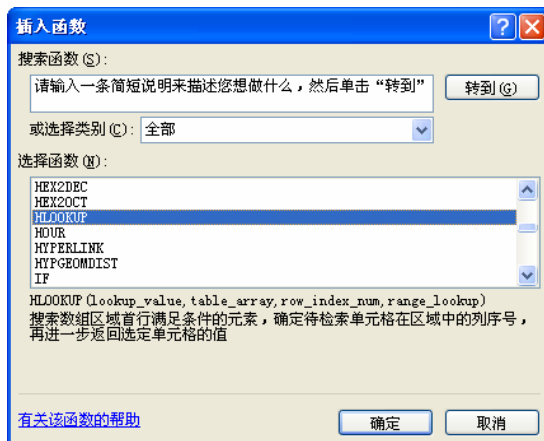 插入函数
搜索函数(S):
请输入一条简短说明来描述您想做什么，然后单击“转到”
转到(G)
或选择类别(C): 全部
选择函数(N):
HEX2DEC
HEX2OCT
HLOOKUP
HOUR
HYPERLINK
HYPGEOMDIST
IF
HLOOKUP(lookup_value,table_array,row_index_num,range_lookup)
搜索数组区域首行满足条件的元素，确定待检索单元格在区域中的列序号，
再进一步返回选定单元格的值
有关该函数的帮助
确定
取消